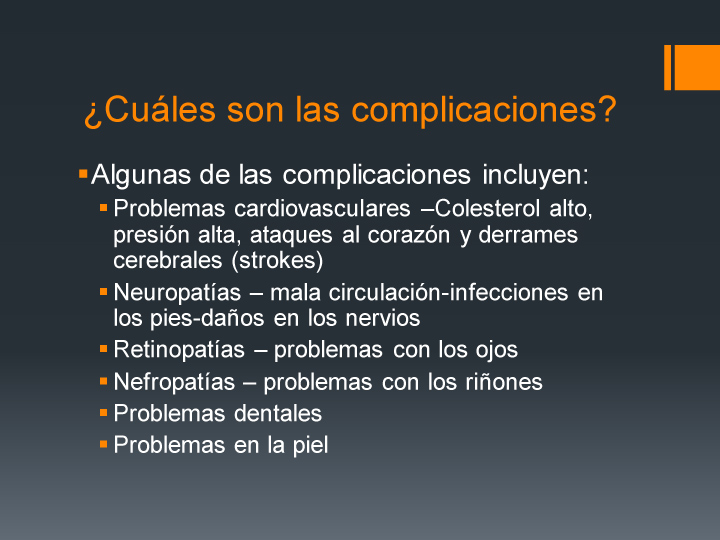 ¿Cuáles son las complicaciones?
Algunas de las complicaciones incluyen:
Problemas cardiovasculares –Colesterol alto,
presión alta, ataques al corazón y derrames
cerebrales (strokes)
Neuropatías – mala circulación-infecciones en
los pies-daños en los nervios
Retinopatías – problemas con los ojos
Nefropatías – problemas con los riñones
Problemas dentales
Problemas en la piel